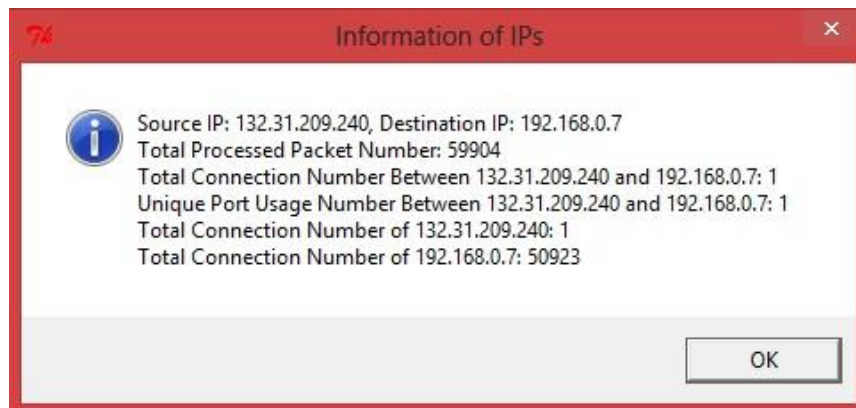 Information of IPs
Source IP: 132.31.209.240, Destination IP: 192.168.0.7
Total Processed Packet Number: 59904
Total Connection Number Between 132.31.209.240 and 192.168.0.7: 1
Unique Port Usage Number Between 132.31.209.240 and 192.168.0.7: 1
Total Connection Number of 132.31.209.240: 1
Total Connection Number of 192.168.0.7: 50923
OK